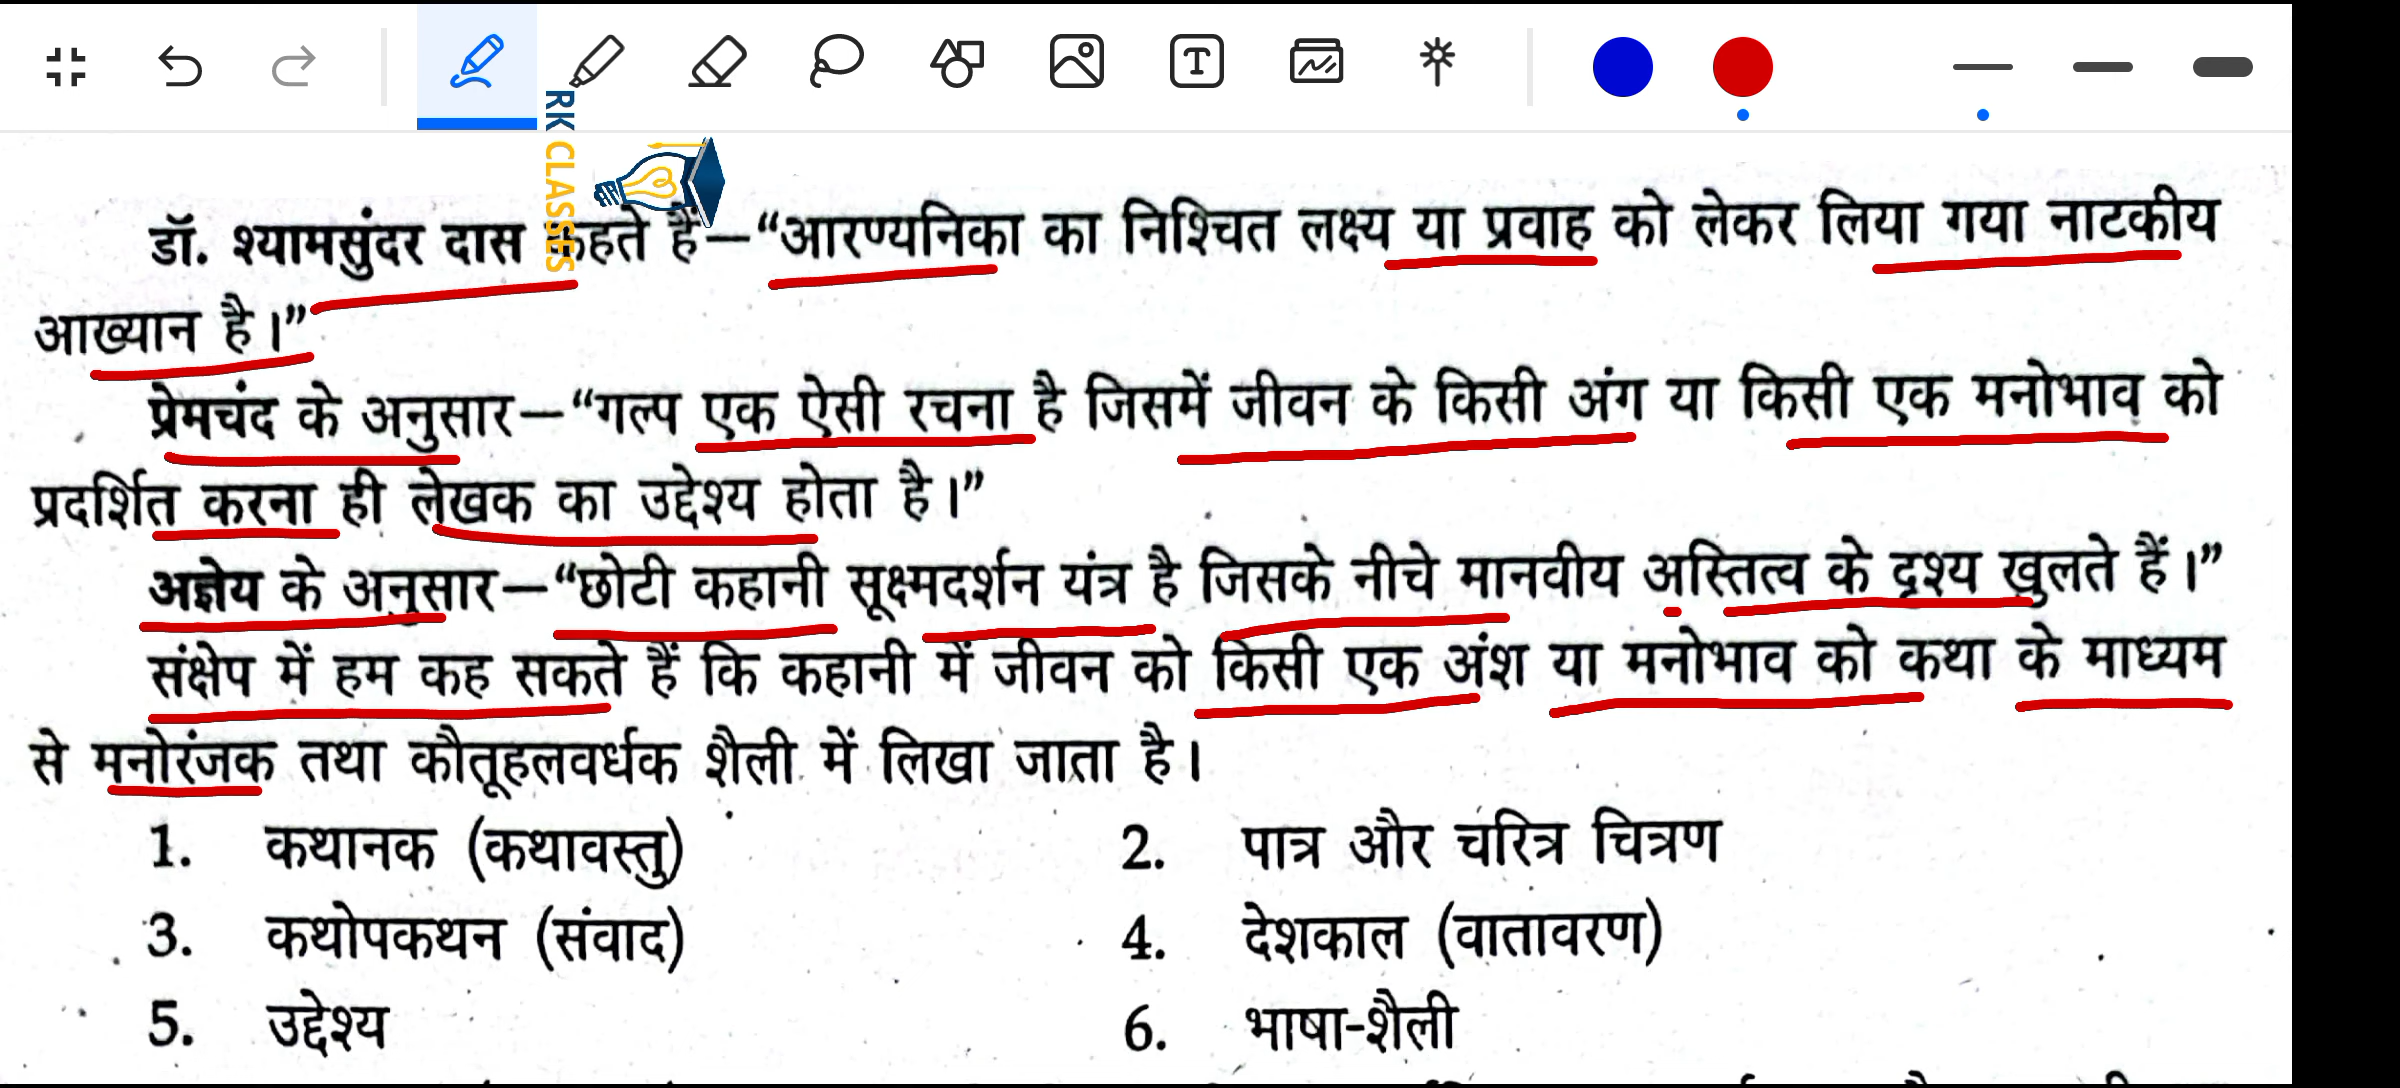 RK CLASSES
डॉ. श्यामसुंदर दास कहते हैं—“आरण्यनिका का निश्चित लक्ष्य या प्रवाह को लेकर लिया गया नाटकीय
आख्यान है।”
प्रेमचंद के अनुसार—“गल्प एक ऐसी रचना है जिसमें जीवन के किसी अंग या किसी एक मनोभाव को
प्रदर्शित करना ही लेखक का उद्देश्य होता है।”
अज्ञेय के अनुसार—“छोटी कहानी सूक्ष्मदर्शन यंत्र है जिसके नीचे मानवीय अस्तित्व के दृश्य खुलते हैं।”
संक्षेप में हम कह सकते हैं कि कहानी में जीवन को किसी एक अंश या मनोभाव को कथा के माध्यम
से मनोरंजक तथा कौतूहलवर्धक शैली में लिखा जाता है।
1. कथानक (कथावस्तु) 2. पात्र और चरित्र चित्रण
3. कथोपकथन (संवाद) 4. देशकाल (वातावरण)
5. उद्देश्य 6. भाषा-शैली